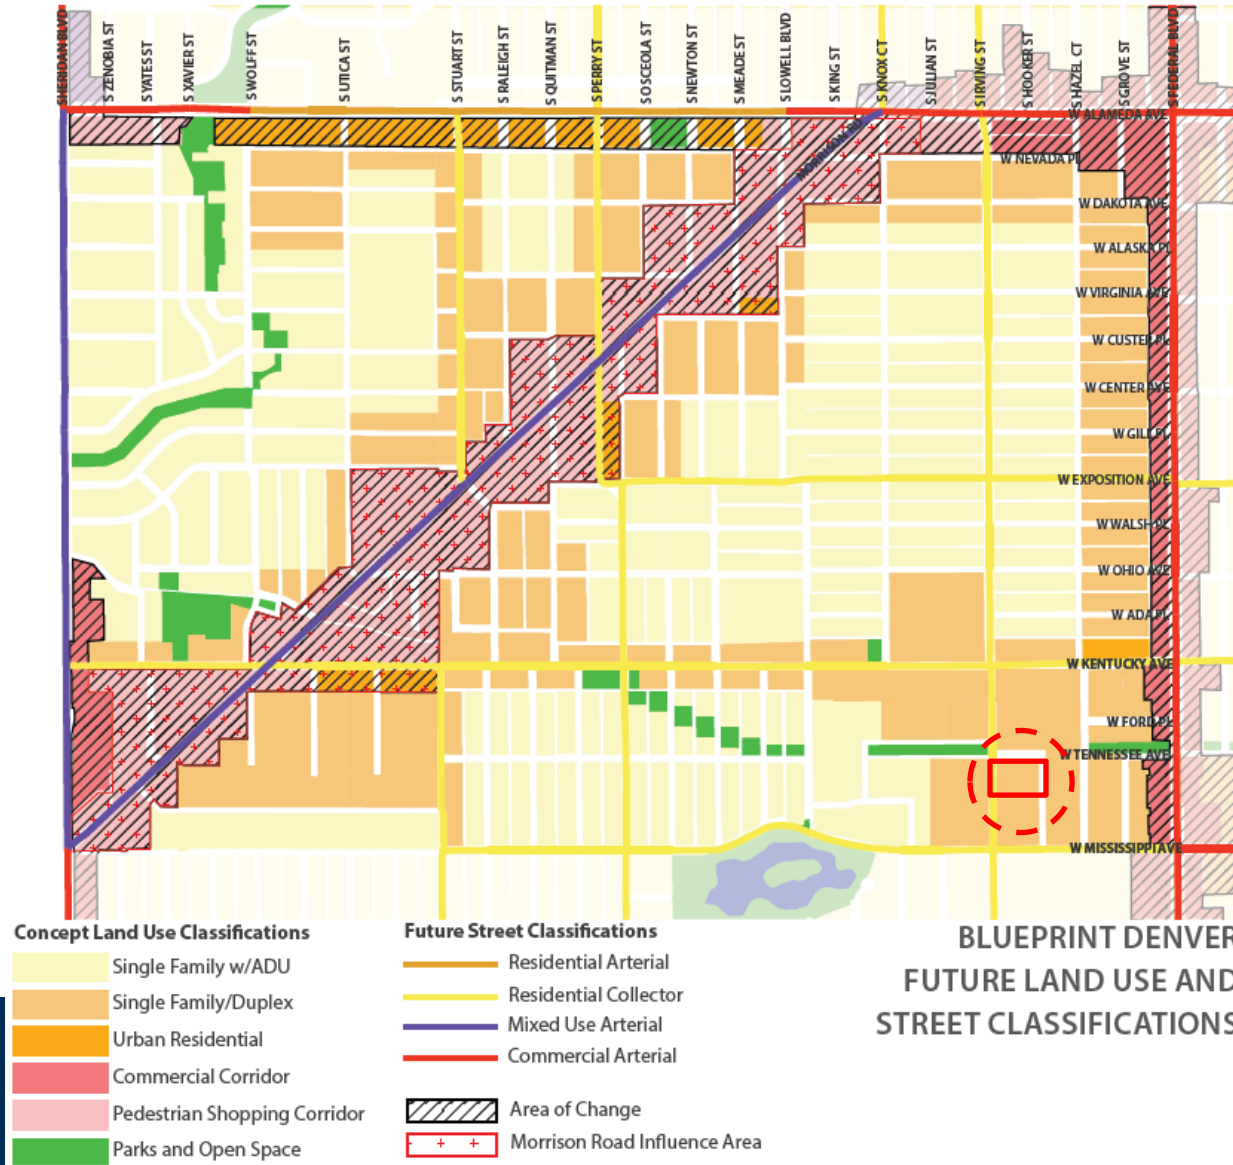 SHERIDAN BLVD
S ZENOBIA ST
S YATES ST
S XAVIER ST
S WOLFF ST
S UTICA ST
S STUART ST
S RALEIGH ST
S QUITMAN ST
S PERRY ST
S OSCEOLA ST
S NEWTON ST
S MEADE ST
S LOWELL BLVD
S KING ST
S KNOX CT
S JULIAN ST
S IRVING ST
S HOOKER ST
S HAZEL CT
S GROVE ST
S FEDERAL BLVD
W ALAMEDA AVE
MORRISON RD
W NEVADA PL
W DAKOTA AVE
W ALASKA PL
W VIRGINIA AVE
W CUSTER PL
W CENTER AVE
W GILL PL
W EXPOSITION AVE
W WALSH PL
W OHIO AVE
W ADA PL
W KENTUCKY AVE
W FORD PL
W TENNESSEE AVE
W MISSISSIPPI AVE
Concept Land Use Classifications
Single Family w/ADU
Single Family/Duplex
Urban Residential
Commercial Corridor
Pedestrian Shopping Corridor
Parks and Open Space
Future Street Classifications
Residential Arterial
Residential Collector
Mixed Use Arterial
Commercial Arterial
Area of Change
Morrison Road Influence Area
BLUEPRINT DENVER
FUTURE LAND USE AND
STREET CLASSIFICATIONS